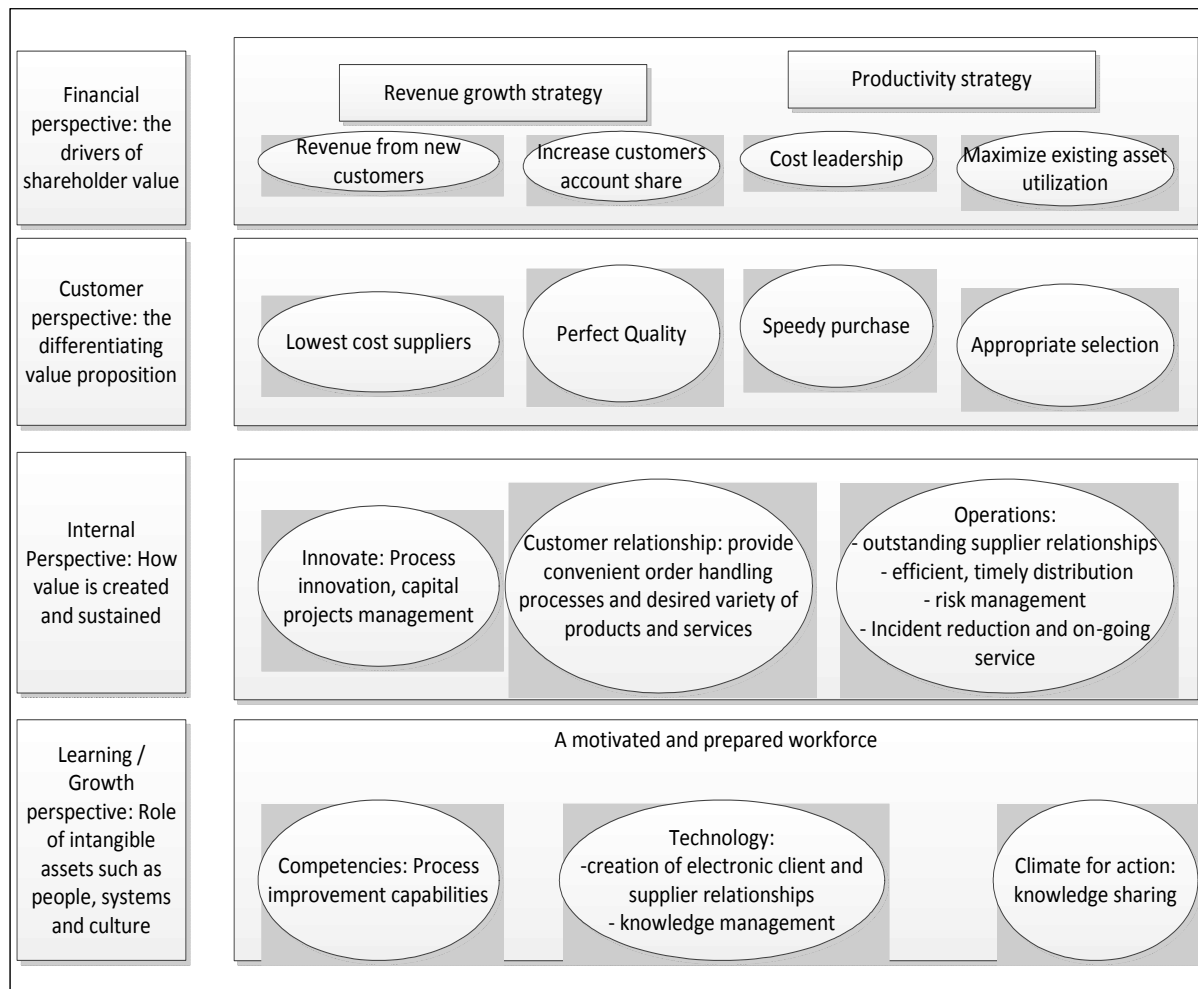 Financial
perspective: the
drivers of
shareholder value
Revenue growth strategy
Productivity strategy
Revenue from new
customers
Increase customers
account share
Cost leadership
Maximize existing asset
utilization
Customer
perspective: the
differentiating
value proposition
Lowest cost suppliers
Perfect Quality
Speedy purchase
Appropriate selection
Internal
Perspective: How
value is created
and sustained
Innovate: Process
innovation, capital
projects management
Customer relationship: provide
convenient order handling
processes and desired variety of
products and services
Operations:
- outstanding supplier relationships
- efficient, timely distribution
- risk management
- Incident reduction and on-going
service
Learning /
Growth
perspective: Role
of intangible
assets such as
people, systems
and culture
A motivated and prepared workforce
Competencies: Process
improvement capabilities
Technology:
-creation of electronic client and
supplier relationships
- knowledge management
Climate for action:
knowledge sharing